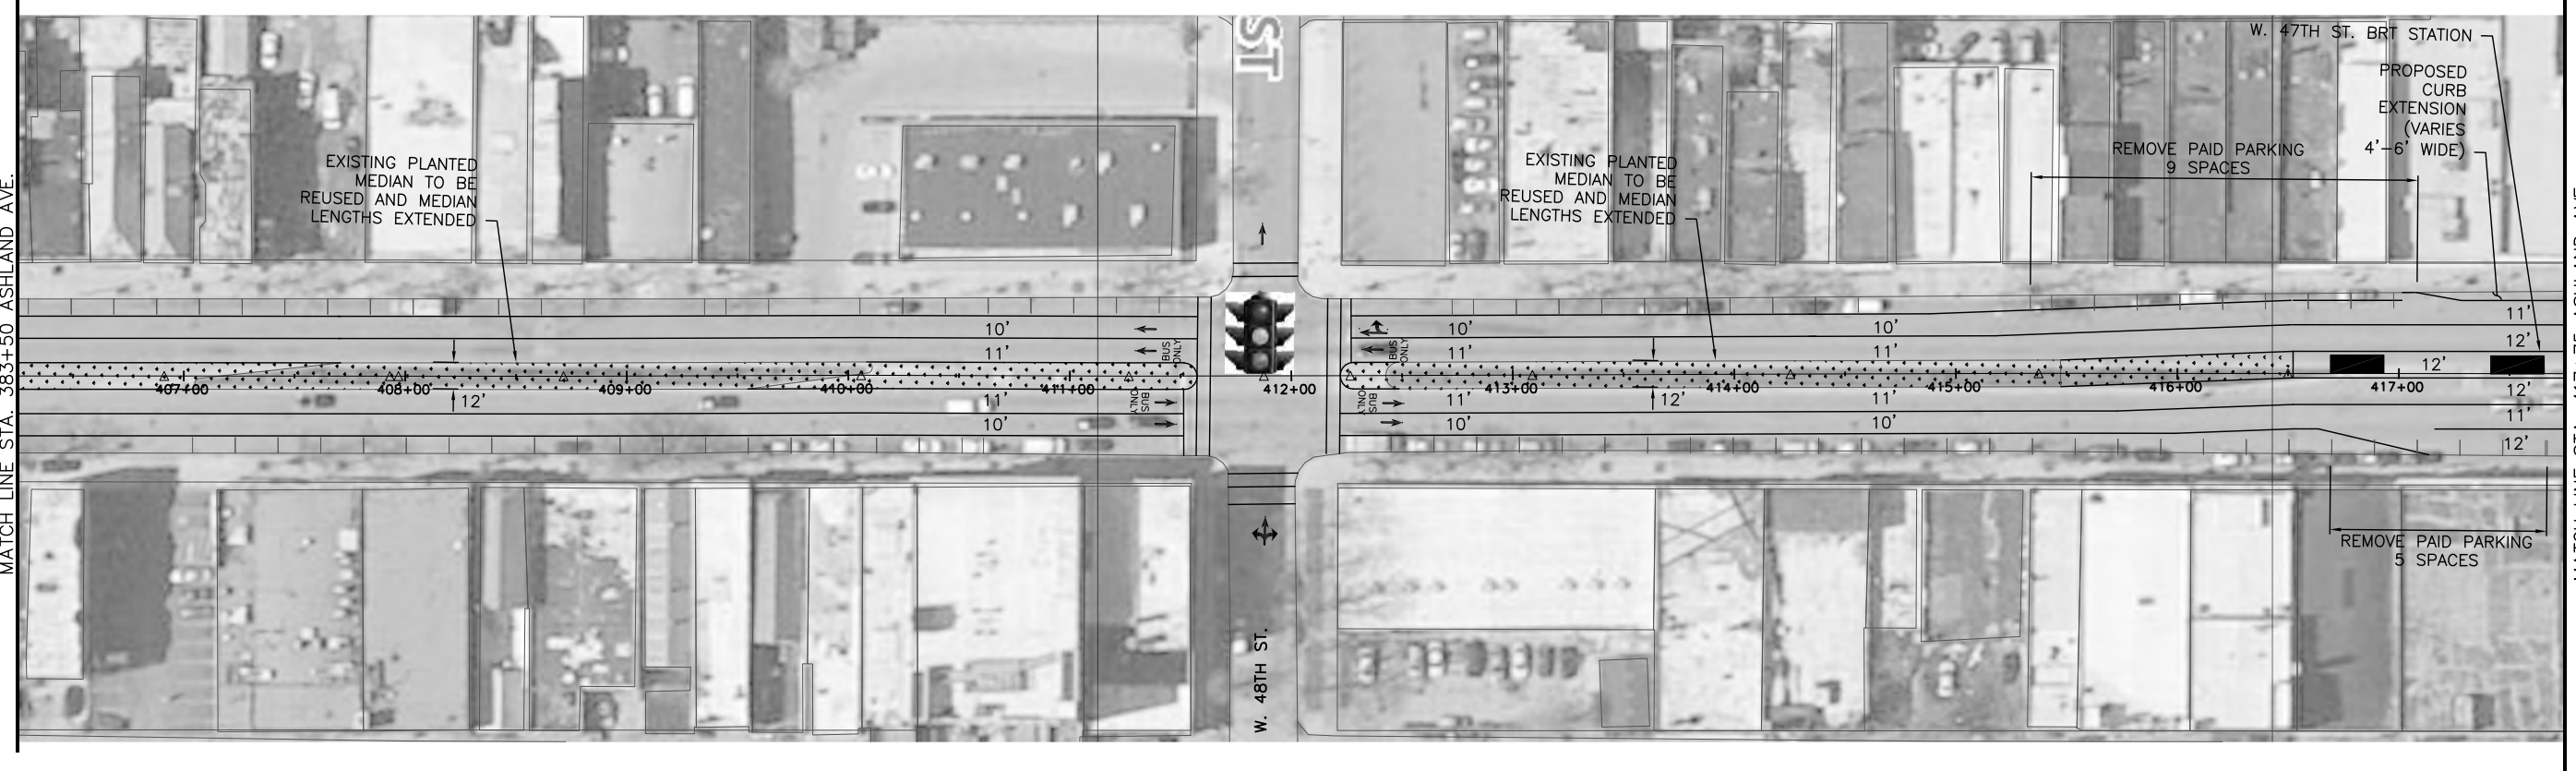 MATCH LINE STA. 383+50 ASHLAND AVE.
ST
W. 47TH ST. BRT STATION
PROPOSED
CURB
EXTENSION
(VARIES
4'-6' WIDE)
EXISTING PLANTED
MEDIAN TO BE
REUSED AND MEDIAN
LENGTHS EXTENDED
EXISTING PLANTED
MEDIAN TO BE
REUSED AND MEDIAN
LENGTHS EXTENDED
REMOVE PAID PARKING
9 SPACES
10'
10'
10'
11'
11'
BUS
ONLY
BUS
ONLY
11'
11'
12'
12'
407+00
408+00
409+00
410+00
411+00
412+00
413+00
414+00
415+00
416+00
417+00
12'
11'
BUS
ONLY
BUS
ONLY
11'
12'
11'
12'
11'
10'
10'
10'
12'
REMOVE PAID PARKING
5 SPACES
W. 48TH ST.